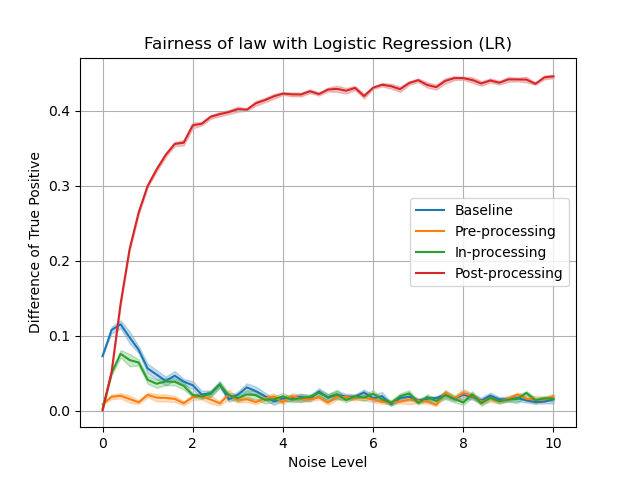 Fairness of law with Logistic Regression (LR)
Difference of True Positive
0.4
0.3
0.2
0.1
0.0
Baseline
Pre-processing
In-processing
Post-processing
0 2 4 6 8 10
Noise Level